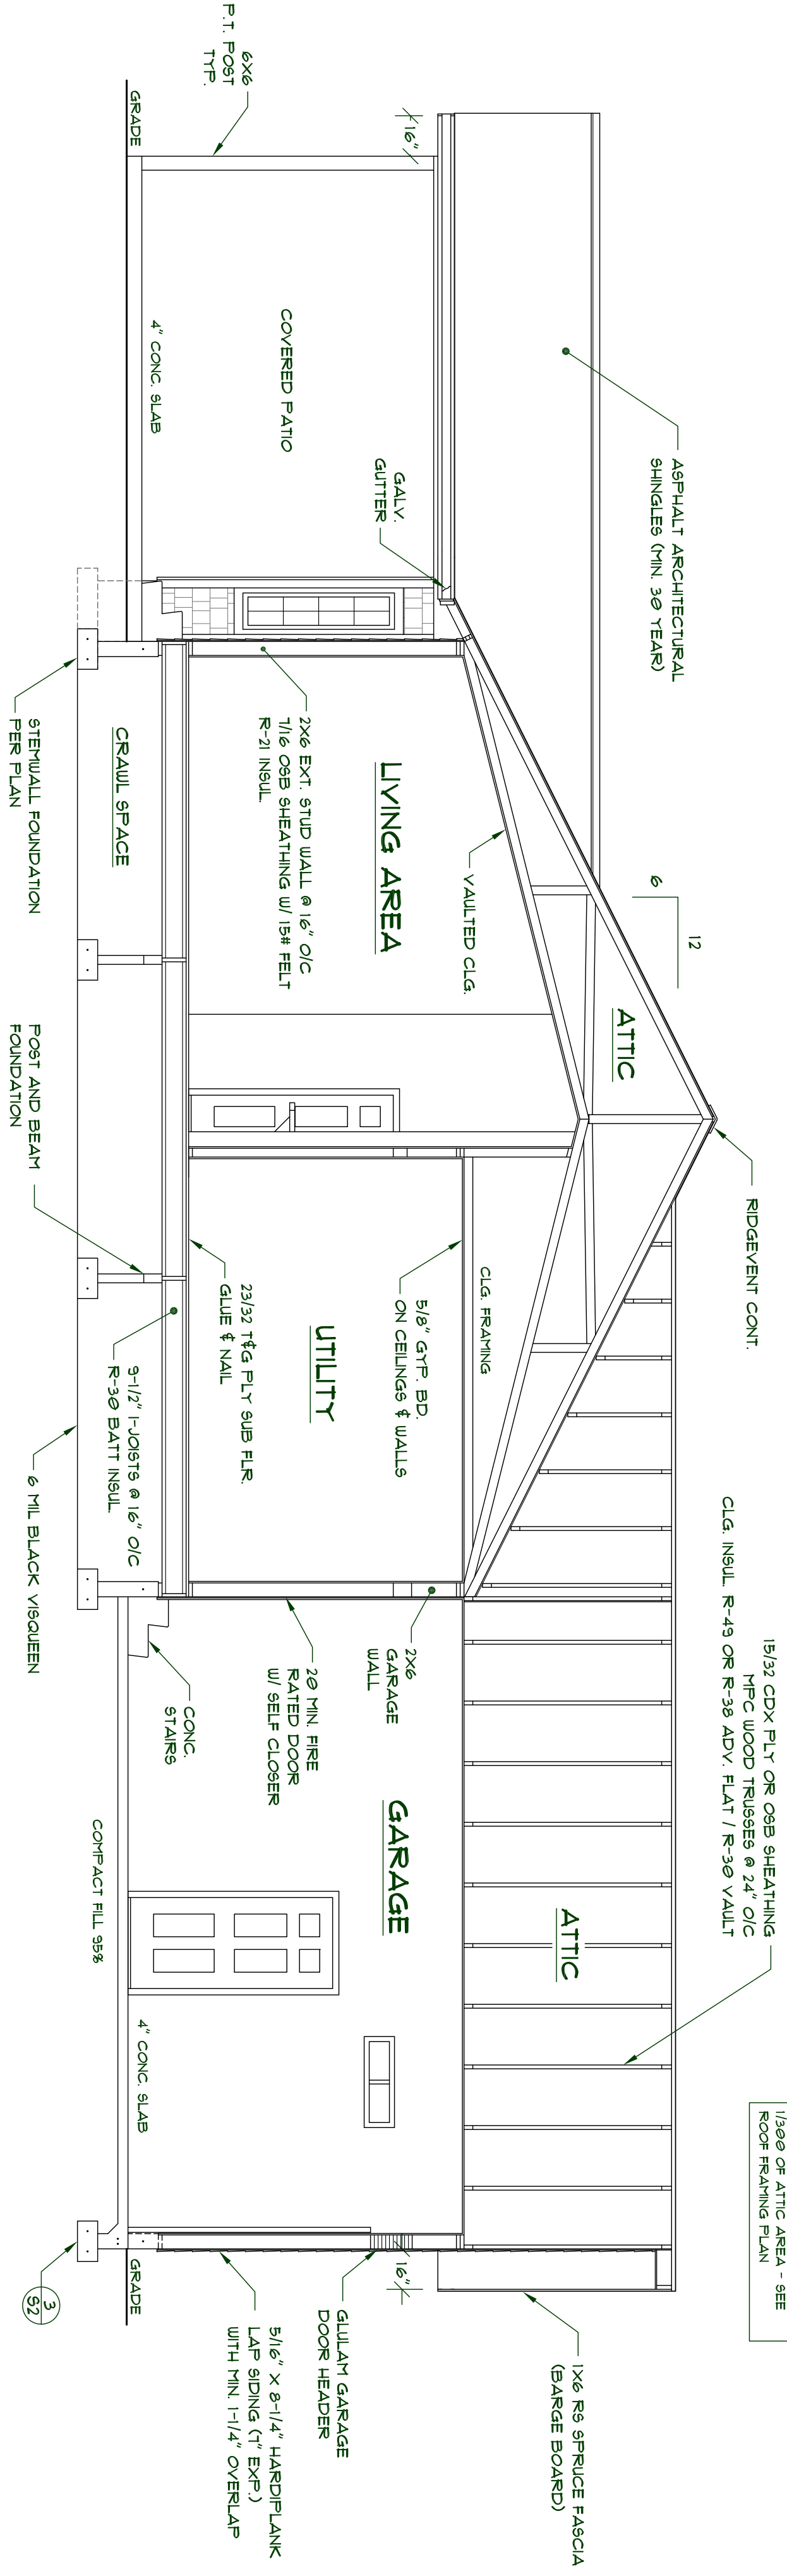 1/300 OF ATTIC AREA - SEE
ROOF FRAMING PLAN
15/32 CDX PLY OR OSB SHEATHING
MPC WOOD TRUSSES @ 24" O/C
CLG. INSUL. R-49 OR R-38 ADV. FLAT / R-30 VAULT
RIDGEVENT CONT.
12
6
ASPHALT ARCHITECTURAL
SHINGLES (MIN. 30 YEAR)
ATTIC
ATTIC
1X6 RS SPRUCE FASCIA
(BARGE BOARD)
16"
GALV.
GUTTER
VAULTED CLG.
CLG. FRAMING
5/8" GYP. BD.
ON CEILINGS & WALLS
2X6
GARAGE
WALL
16"
6X6
P.T. POST
TYP.
COVERED PATIO
LIVING AREA
2X6 EXT. STUD WALL @ 16" O/C
7/16 OSB SHEATHING W/ 15# FELT
R-21 INSUL.
UTILITY
23/32 T&G PLY SUB FLR.
GLUE & NAIL
GARAGE
20 MIN. FIRE
RATED DOOR
W/ SELF CLOSER
GLULAM GARAGE
DOOR HEADER
5/16" X 8-1/4" HARDIPLANK
LAP SIDING (7" EXP.)
WITH MIN. 1-1/4" OVERLAP
GRADE
4" CONC. SLAB
CONC.
STAIRS
4" CONC. SLAB
GRADE
CRAWL SPACE
9-1/2" I-JOISTS @ 16" O/C
R-30 BATT INSUL.
COMPACT FILL 95%
STEMWALL FOUNDATION
PER PLAN
POST AND BEAM
FOUNDATION
6 MIL BLACK VISQUEEN
3
S2